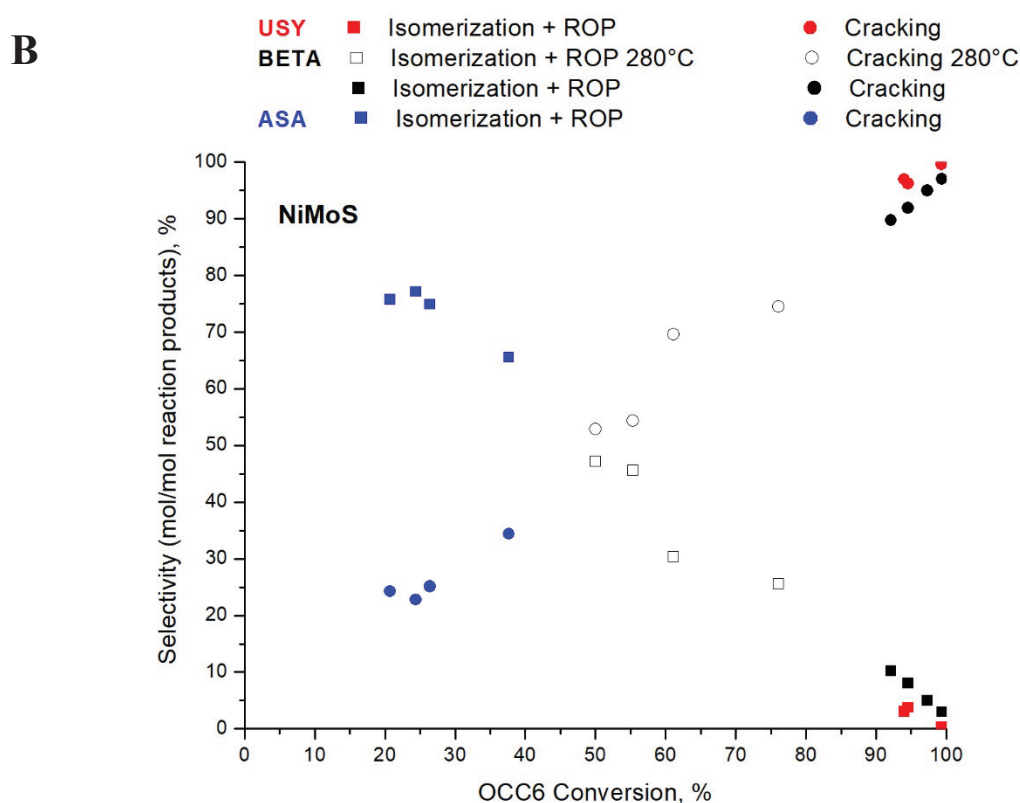 B
USY Isomerization + ROP Cracking
BETA Isomerization + ROP 280°C Cracking 280°C
Isomerization + ROP Cracking
ASA Isomerization + ROP Cracking
NiMoS
Selectivity (mol/mol reaction products), %
100
90
80
70
60
50
40
30
20
10
0
0 10 20 30 40 50 60 70 80 90 100
OCC6 Conversion, %